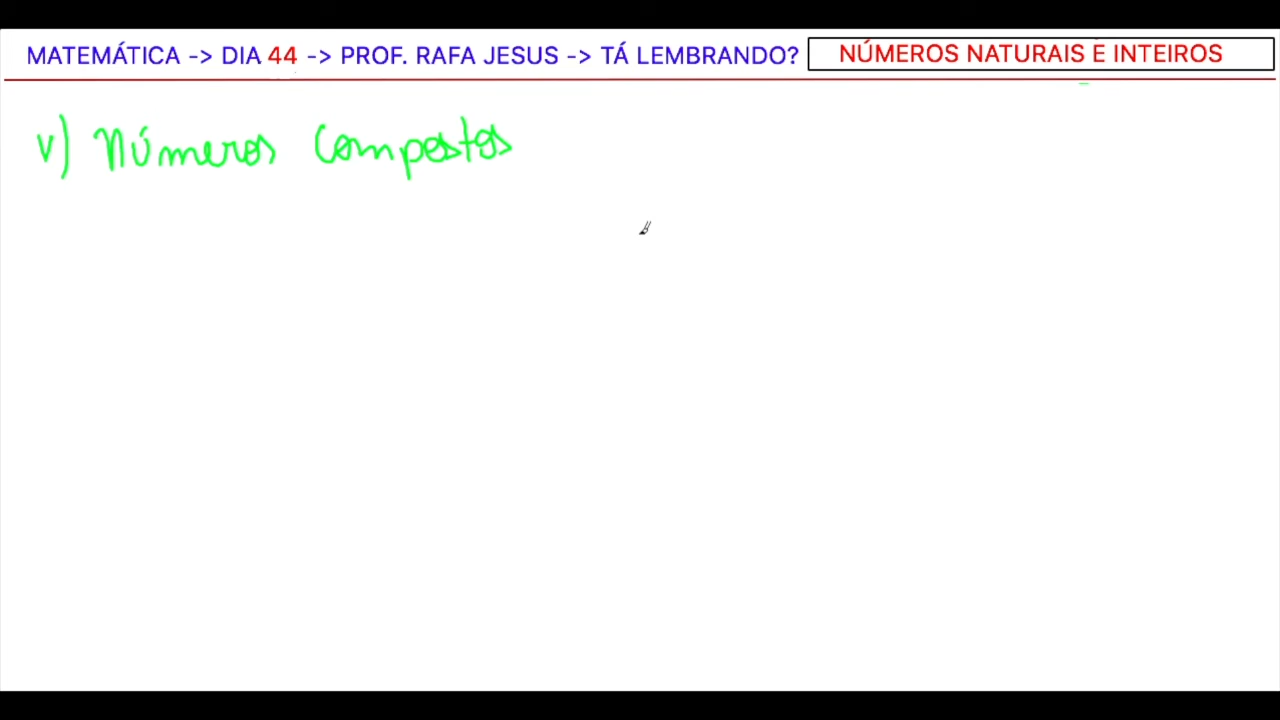 MATEMÁTICA -> DIA 44 -> PROF. RAFA JESUS -> TÁ LEMBRANDO? NÚMEROS NATURAIS E INTEIROS
v) Números compostos